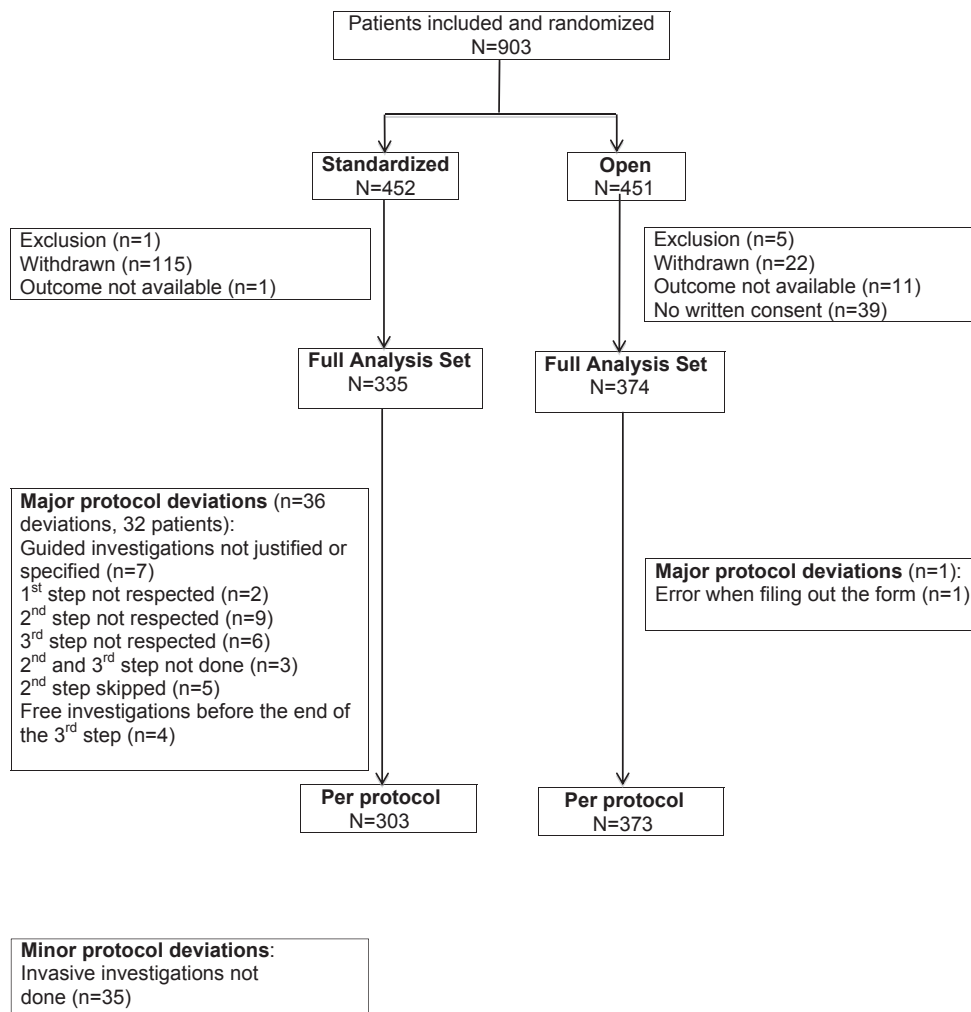 Patients included and randomized
N=903
Standardized
N=452
Open
N=451
Exclusion (n=1)
Withdrawn (n=115)
Outcome not available (n=1)
Exclusion (n=5)
Withdrawn (n=22)
Outcome not available (n=11)
No written consent (n=39)
Full Analysis Set
N=335
Full Analysis Set
N=374
Major protocol deviations (n=36
deviations, 32 patients):
Guided investigations not justified or
specified (n=7)
1st step not respected (n=2)
2nd step not respected (n=9)
3rd step not respected (n=6)
2nd and 3rd step not done (n=3)
2nd step skipped (n=5)
Free investigations before the end of
the 3rd step (n=4)
Major protocol deviations (n=1):
Error when filing out the form (n=1)
Per protocol
N=303
Per protocol
N=373
Minor protocol deviations:
Invasive investigations not
done (n=35)